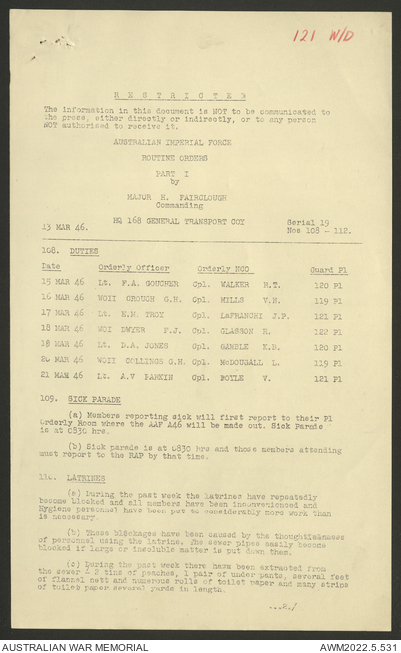 121 W/D
R E S T R I C T E D
The information in this document is NOT to be communicated to
the press, either directly or indirectly, or to any person
NOT authorised to receive it.
AUSTRALIAN IMPERIAL FORCE
ROUTINE ORDERS
PART I
by
MAJOR H. FAIRCLOUGH
Commanding
HQ 168 GENERAL TRANSPORT COY
Serial 19
13 MAR 46.
Nos 108 - 112.
108. DUTIES
Date Orderly Officer Orderly NCO Guard Pl
15 MAR 46 Lt. F.A. GOUCHER Cpl. WALKER R.T. 120 Pl
16 MAR 46 WOII CROUCH G.H. Cpl. MILLS V.H. 119 Pl
17 MAR 46 Lt. E.H. TROY Cpl. LaFRANCHI J.P. 121 Pl
18 MAR 46 WOI DWYER P.J. Cpl. GLASSON H. 122 Pl
19 MAR 46 Lt. D.A. JONES Cpl. GAMBLE K.D. 120 Pl
20 MAR 46 WOII COLLINGS G.H. Cpl. McDOUGALL L. 119 Pl
21 MAR 46 Lt. A.V PARKIN Cpl. BOYLE V. 121 Pl
109. SICK PARADE
(a) Members reporting sick will first report to their Pl
Orderly Room where the AAF A46 will be made out. Sick Parade
is at 0830 hrs.
(b) Sick parade is at 0830 hrs and those members attending
must report to the RAP by that time.
110. LATRINES
(a) During the past week the latrines have repeatedly
become blocked and all members have been inconvenienced and
Hygiene personnel have been put to considerably more work than
is necessary.
(b) These blockages have been caused by the thoughtlessness
of personnel using the latrine. The sewer pipes easily become
blocked if large or insoluble matter is put down them.
(c) During the past week there have been extracted from
the sewer - 2 tins of peaches, 1 pair of under pants, several feet
of flannel nett and numerous rolls of toilet paper and many strips
of toilet paper several yards in length.
AUSTRALIAN WAR MEMORIAL
AWM2022.5.531